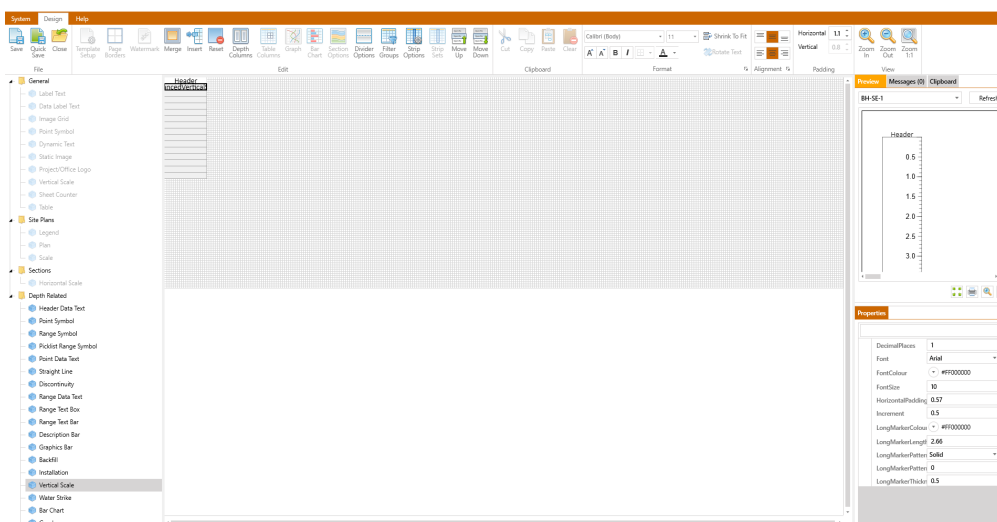 System Design Help
Save Quick Save Close Template Setup Page Borders Watermark Merge Insert Reset Depth Columns Table Columns Graph Bar Chart Section Options Divider Options Filter Groups Strip Options Strip Sets Move Up Move Down Cut Copy Paste Clear
Calibri (Body) 11 Shrink To Fit Horizontal 1.1
A A B I A Rotate Text Vertical 0.8
Zoom In Zoom Out Zoom 1:1
File Edit Clipboard Format Alignment Padding View
General
Label Text
Data Label Text
Image Grid
Point Symbol
Dynamic Text
Static Image
Project/Office Logo
Vertical Scale
Sheet Counter
Table
Site Plans
Legend
Plan
Scale
Sections
Horizontal Scale
Depth Related
Header Data Text
Point Symbol
Range Symbol
Picklist Range Symbol
Point Data Text
Straight Line
Discontinuity
Range Data Text
Range Text Box
Range Text Bar
Description Bar
Graphics Bar
Backfill
Installation
Vertical Scale
Water Strike
Bar Chart
Header
ncedVertical
Preview Messages (0) Clipboard
BH-SE-1 Refresh
Header
0.5
1.0
1.5
2.0
2.5
3.0
Properties
DecimalPlaces 1
Font Arial
FontColour #FF000000
FontSize 10
HorizontalPadding 0.57
Increment 0.5
LongMarkerColour #FF000000
LongMarkerLength 2.66
LongMarkerPatter Solid
LongMarkerPatter 0
LongMarkerThickn 0.5